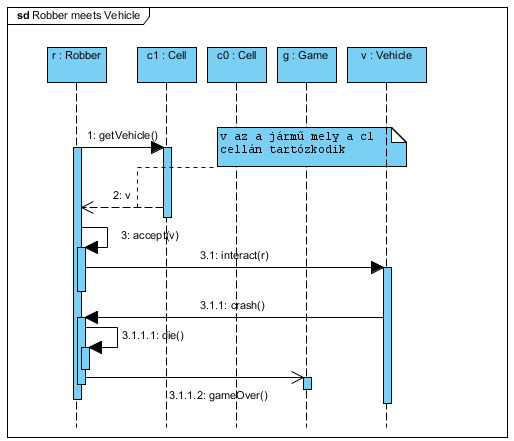 sd Robber meets Vehicle
r : Robber
c1 : Cell
c0 : Cell
g : Game
v : Vehicle
1: getVehicle()
v az a jármű mely a c1
cellán tartózkodik
2: v
3: accept(v)
3.1: interact(r)
3.1.1: crash()
3.1.1.1: die()
3.1.1.2: gameOver()